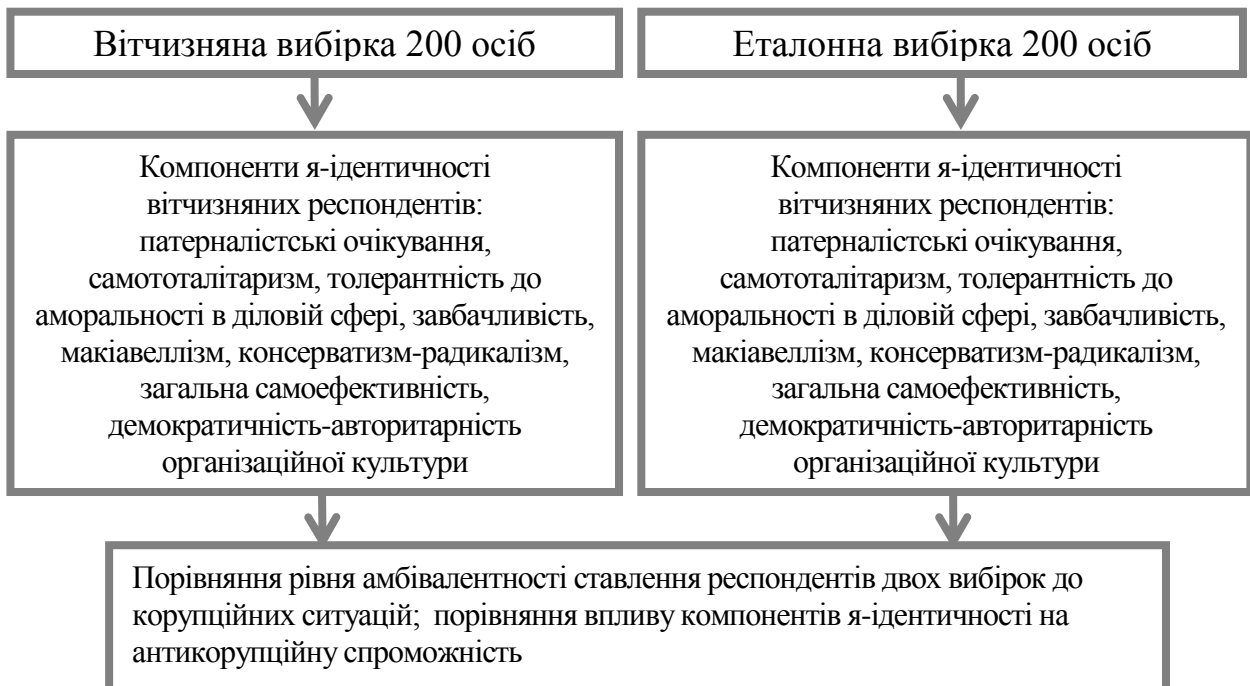 Вітчизняна вибірка 200 осіб
Еталонна вибірка 200 осіб
Компоненти я-ідентичності
вітчизняних респондентів:
патерналістські очікування,
самототалітаризм, толерантність до
аморальності в діловій сфері, завбачливість,
макіавеллізм, консерватизм-радикалізм,
загальна самоефективність,
демократичність-авторитарність
організаційної культури
Компоненти я-ідентичності
вітчизняних респондентів:
патерналістські очікування,
самототалітаризм, толерантність до
аморальності в діловій сфері, завбачливість,
макіавеллізм, консерватизм-радикалізм,
загальна самоефективність,
демократичність-авторитарність
організаційної культури
Порівняння рівня амбівалентності ставлення респондентів двох вибірок до
корупційних ситуацій; порівняння впливу компонентів я-ідентичності на
антикорупційну спроможність